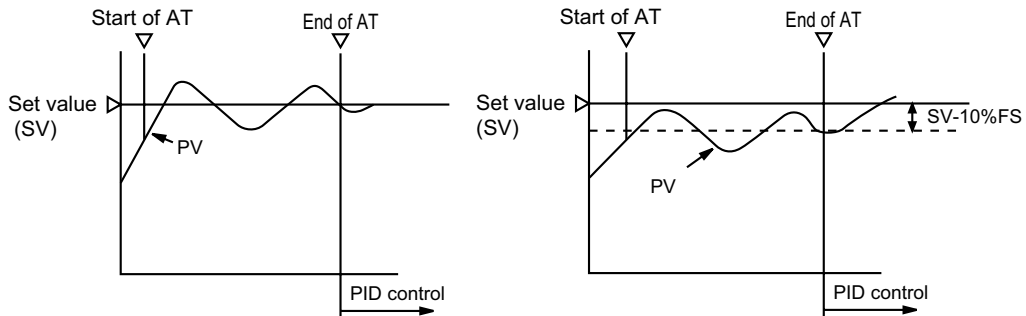 Start of AT
End of AT
Set value
(SV)
PV
PID control
Start of AT
End of AT
Set value
(SV)
SV-10%FS
PV
PID control